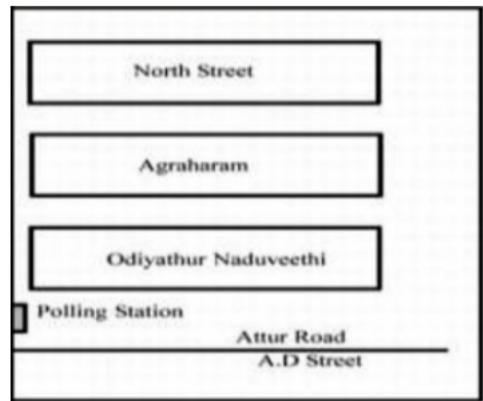 North Street
Agraharam
Odiyathur Naduveethi
Polling Station
Attur Road
A.D Street